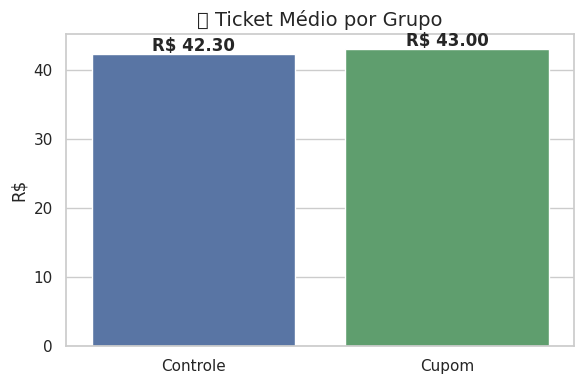 Ticket Médio por Grupo
R$ 42.30
R$ 43.00
40
30
20
10
0
R$
Controle
Cupom